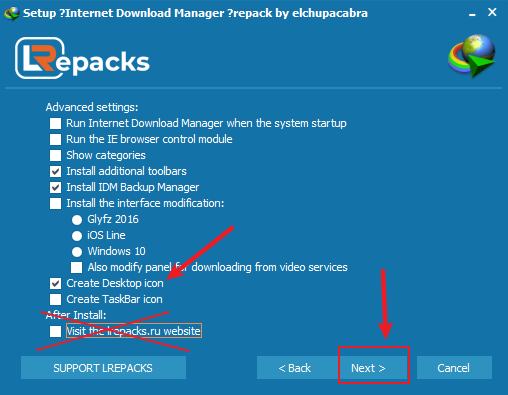 Setup ?Internet Download Manager ?repack by elchupacabra
LRepacks
Advanced settings:
Run Internet Download Manager when the system startup
Run the IE browser control module
Show categories
Install additional toolbars
Install IDM Backup Manager
Install the interface modification:
Glyfz 2016
iOS Line
Windows 10
Also modify panel for downloading from video services
Create Desktop icon
Create TaskBar icon
After Install:
Visit the lrepacks.ru website
SUPPORT LREPACKS
< Back
Next >
Cancel